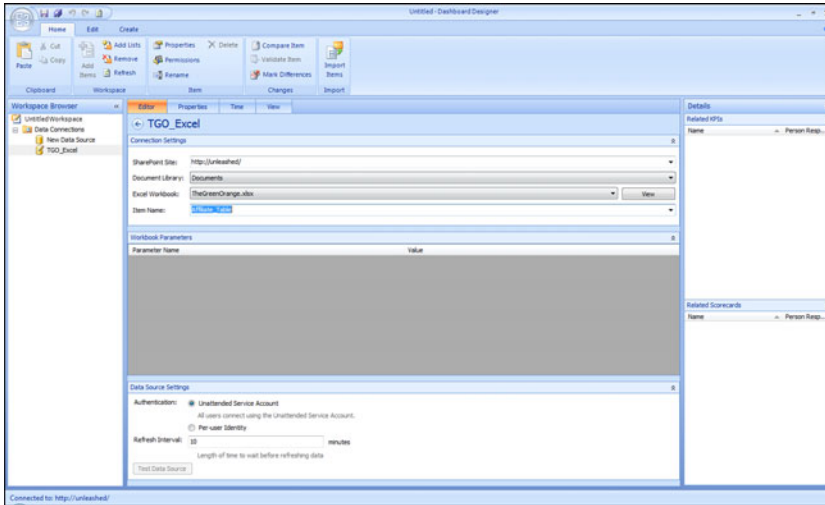 Untitled - Dashboard Designer
Home Edit Create
Paste
Cut
Copy
Clipboard
Add Items
Add Lists
Remove
Refresh
Workspace
Properties
Permissions
Rename
Delete
Item
Compare Item
Validate Item
Mark Differences
Changes
Import Items
Import
Workspace Browser
Untitled Workspace
Data Connections
New Data Source
TGO_Excel
Editor Properties Time View
TGO_Excel
Connection Settings
SharePoint Site: http://unleashed/
Document Library: Documents
Excel Workbook: TheGreenOrange.xlsx View
Item Name: Affiliate_Table
Workbook Parameters
Parameter Name Value
Data Source Settings
Authentication: Unattended Service Account
All users connect using the Unattended Service Account.
Per-user Identity
Refresh Interval: 10 minutes
Length of time to wait before refreshing data
Test Data Source
Details
Related KPIs
Name Person Resp...
Related Scorecards
Name Person Resp...
Connected to: http://unleashed/